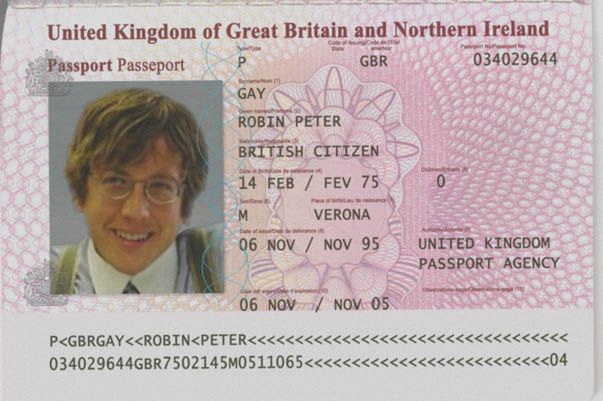 United Kingdom of Great Britain and Northern Ireland
Passport Passeport
Type/Type
Code of Issuing/Code de l'Etat
State
émetteur
Passport No/Passeport No.
P
GBR
034029644
Surname/Nom (1)
GAY
Given names/Prénoms (2)
ROBIN PETER
Nationality/Nationalité (3)
BRITISH CITIZEN
Date of Birth/Date de naissance (4)
Children/Enfants (5)
14 FEB / FEV 75
0
Sex/Sexe (6)
Place of birth/Lieu de naissance (7)
M
VERONA
Date of issue/Date de délivrance (8)
Authority/Autorité (9)
06 NOV / NOV 95
UNITED KINGDOM
PASSPORT AGENCY
Date of expiry/Date d'expiration (10)
Observations page/Observations page (11)
06 NOV / NOV 05
P<GBRGAY<<ROBIN<PETER<<<<<<<<<<<<<<<<<<<<<<<<<<<<<<<<<<<
034029644GBR7502145M0511065<<<<<<<<<<<<<<<<<<<<<<<<<<<04